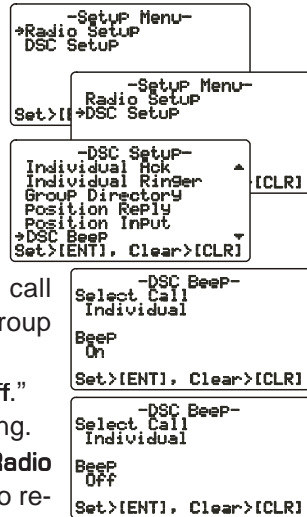 -Setup Menu-
→Radio Setup
DSC Setup
Set>[
-Setup Menu-
Radio Setup
→DSC Setup
[CLR]
-DSC Setup-
Individual Ack
Individual Ringer
Group Directory
Position Reply
Position Input
→DSC Beep
Set>[ENT], Clear>[CLR]
call
roup
ff."
ng.
Radio
o re-
-DSC Beep-
Select Call
Individual
Beep
On
Set>[ENT], Clear>[CLR]
-DSC Beep-
Select Call
Individual
Beep
Off
Set>[ENT], Clear>[CLR]